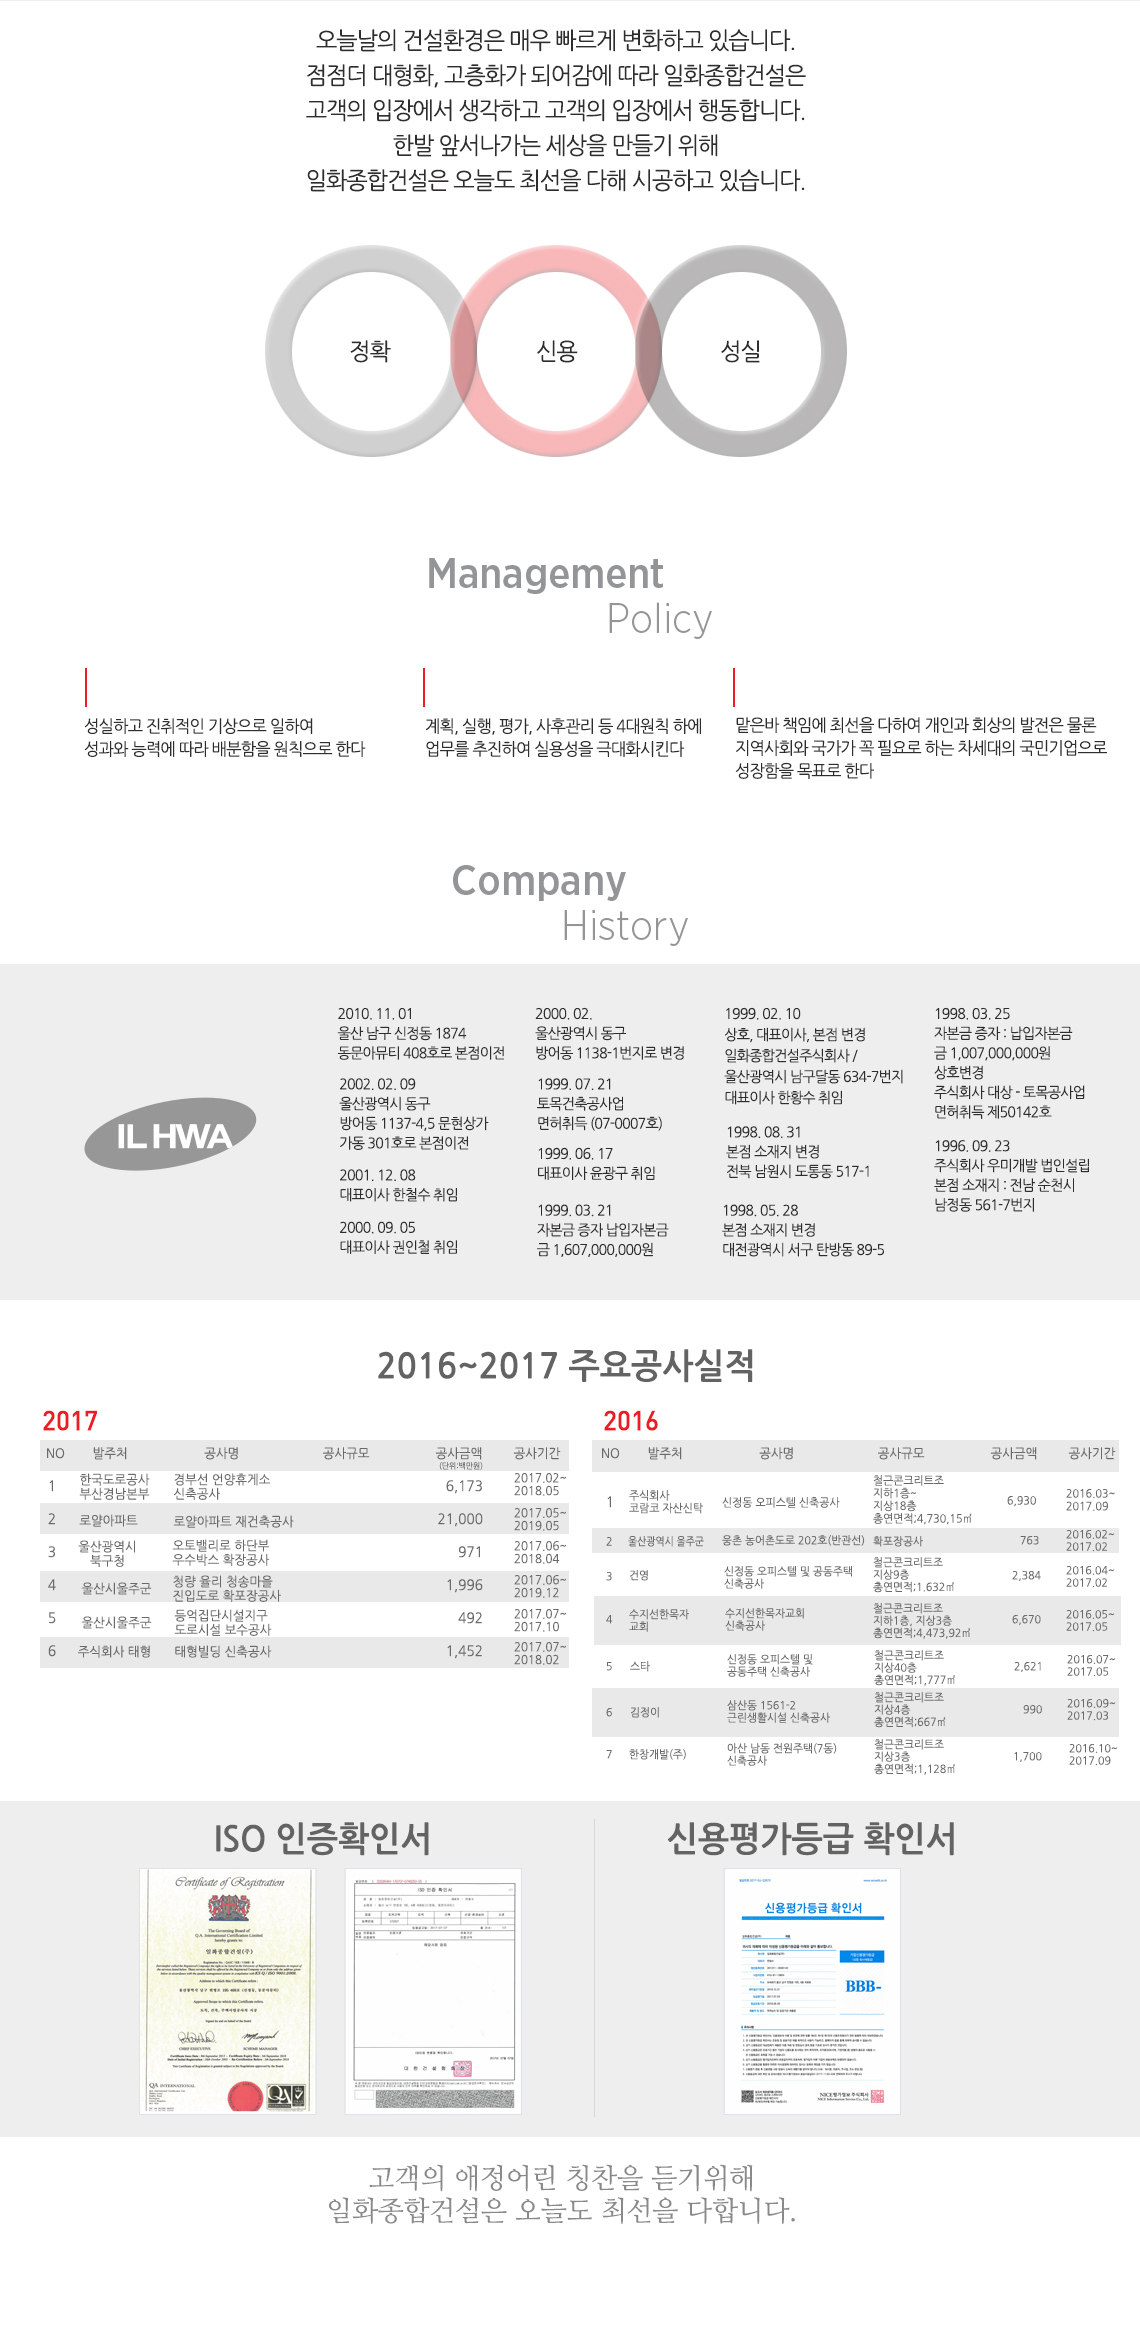 오늘날의 건설환경은 매우 빠르게 변화하고 있습니다.
점점더 대형화, 고층화가 되어감에 따라 일화종합건설은
고객의 입장에서 생각하고 고객의 입장에서 행동합니다.
한발 앞서나가는 세상을 만들기 위해
일화종합건설은 오늘도 최선을 다해 시공하고 있습니다.
정확
신용
성실
Management
Policy
성실하고 진취적인 기상으로 일하여
성과와 능력에 따라 배분함을 원칙으로 한다
계획, 실행, 평가, 사후관리 등 4대원칙 하에
업무를 추진하여 실용성을 극대화시킨다
맡은바 책임에 최선을 다하여 개인과 회상의 발전은 물론
지역사회와 국가가 꼭 필요로 하는 차세대의 국민기업으로
성장함을 목표로 한다
Company
History
IL HWA
2010. 11. 01
울산 남구 신정동 1874
동문아뮤티 408호로 본점이전
2002. 02. 09
울산광역시 동구
방어동 1137-4,5 문현상가
가동 301호로 본점이전
2001. 12. 08
대표이사 한철수 취임
2000. 09. 05
대표이사 권인철 취임
2000. 02.
울산광역시 동구
방어동 1138-1번지로 변경
1999. 07. 21
토목건축공사업
면허취득 (07-0007호)
1999. 06. 17
대표이사 윤광구 취임
1999. 03. 21
자본금 증자 납입자본금
금 1,607,000,000원
1999. 02. 10
상호, 대표이사, 본점 변경
일화종합건설주식회사 /
울산광역시 남구달동 634-7번지
대표이사 한황수 취임
1998. 08. 31
본점 소재지 변경
전북 남원시 도통동 517-1
1998. 05. 28
본점 소재지 변경
대전광역시 서구 탄방동 89-5
1998. 03. 25
자본금 증자 : 납입자본금
금 1,007,000,000원
상호변경
주식회사 대상 - 토목공사업
면허취득 제50142호
1996. 09. 23
주식회사 우미개발 법인설립
본점 소재지 : 전남 순천시
남정동 561-7번지
2016~2017 주요공사실적
2017
NO 발주처 공사명 공사규모 공사금액 공사기간
(단위:백만원)
1 한국도로공사 부산경남본부 경부선 언양휴게소 신축공사 6,173 2017.02~ 2018.05
2 로얄아파트 로얄아파트 재건축공사 21,000 2017.05~ 2019.05
3 울산광역시 북구청 오토밸리로 하단부 우수박스 확장공사 971 2017.06~ 2018.04
4 울산시울주군 청량 율리 청송마을 진입도로 확포장공사 1,996 2017.06~ 2019.12
5 울산시울주군 등억집단시설지구 도로시설 보수공사 492 2017.07~ 2017.10
6 주식회사 태형 태형빌딩 신축공사 1,452 2017.07~ 2018.02
2016
NO 발주처 공사명 공사규모 공사금액 공사기간
1 주식회사 코람코 자산신탁 신정동 오피스텔 신축공사 철근콘크리트조 지하1층~ 지상18층 총연면적;4,730,15㎡ 6,930 2016.03~ 2017.09
2 울산광역시 울주군 웅촌 농어촌도로 202호(반관선) 확포장공사 763 2016.02~ 2017.02
3 건영 신정동 오피스텔 및 공동주택 신축공사 철근콘크리트조 지상9층 총연면적;1.632㎡ 2,384 2016.04~ 2017.02
4 수지선한목자 교회 수지선한목자교회 신축공사 철근콘크리트조 지하1층, 지상3층 총연면적;4,473,92㎡ 6,670 2016.05~ 2017.05
5 스타 신정동 오피스텔 및 공동주택 신축공사 철근콘크리트조 지상40층 총연면적;1,777㎡ 2,621 2016.07~ 2017.05
6 김정이 삼산동 1561-2 근린생활시설 신축공사 철근콘크리트조 지상4층 총연면적;667㎡ 990 2016.09~ 2017.03
7 한창개발(주) 아산 남동 전원주택(7동) 신축공사 철근콘크리트조 지상3층 총연면적;1,128㎡ 1,700 2016.10~ 2017.09
ISO 인증확인서
신용평가등급 확인서
Certificate of Registration
The Governing Board of
Q.A. International Certification Limited
hereby grants to:
일화종합건설(주)
CHIEF EXECUTIVE
SCHEME MANAGER
QA INTERNATIONAL
QA
ISO 인증 확인서
대 한 건 설 협 회 장
신용평가등급 확인서
BBB-
NICE평가정보 주식회사
NICE Information Service Co., Ltd.
고객의 애정어린 칭찬을 듣기위해
일화종합건설은 오늘도 최선을 다합니다.